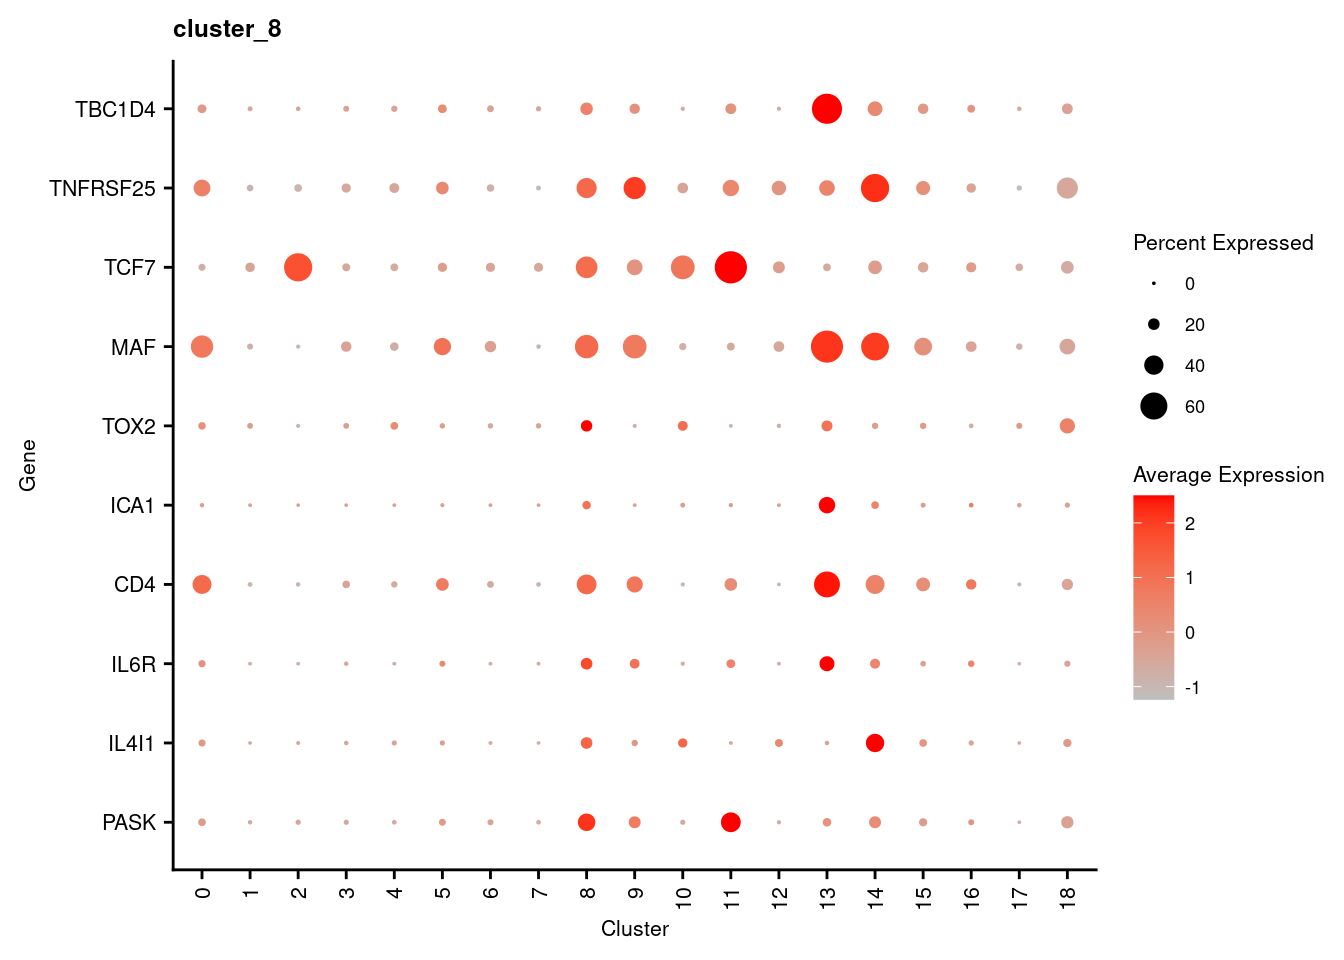 cluster_8
TBC1D4
TNFRSF25
TCF7
MAF
TOX2
ICA1
CD4
IL6R
IL4I1
PASK
Gene
0 1 2 3 4 5 6 7 8 9 10 11 12 13 14 15 16 17 18
Cluster
Percent Expressed
0
20
40
60
Average Expression
2
1
0
-1